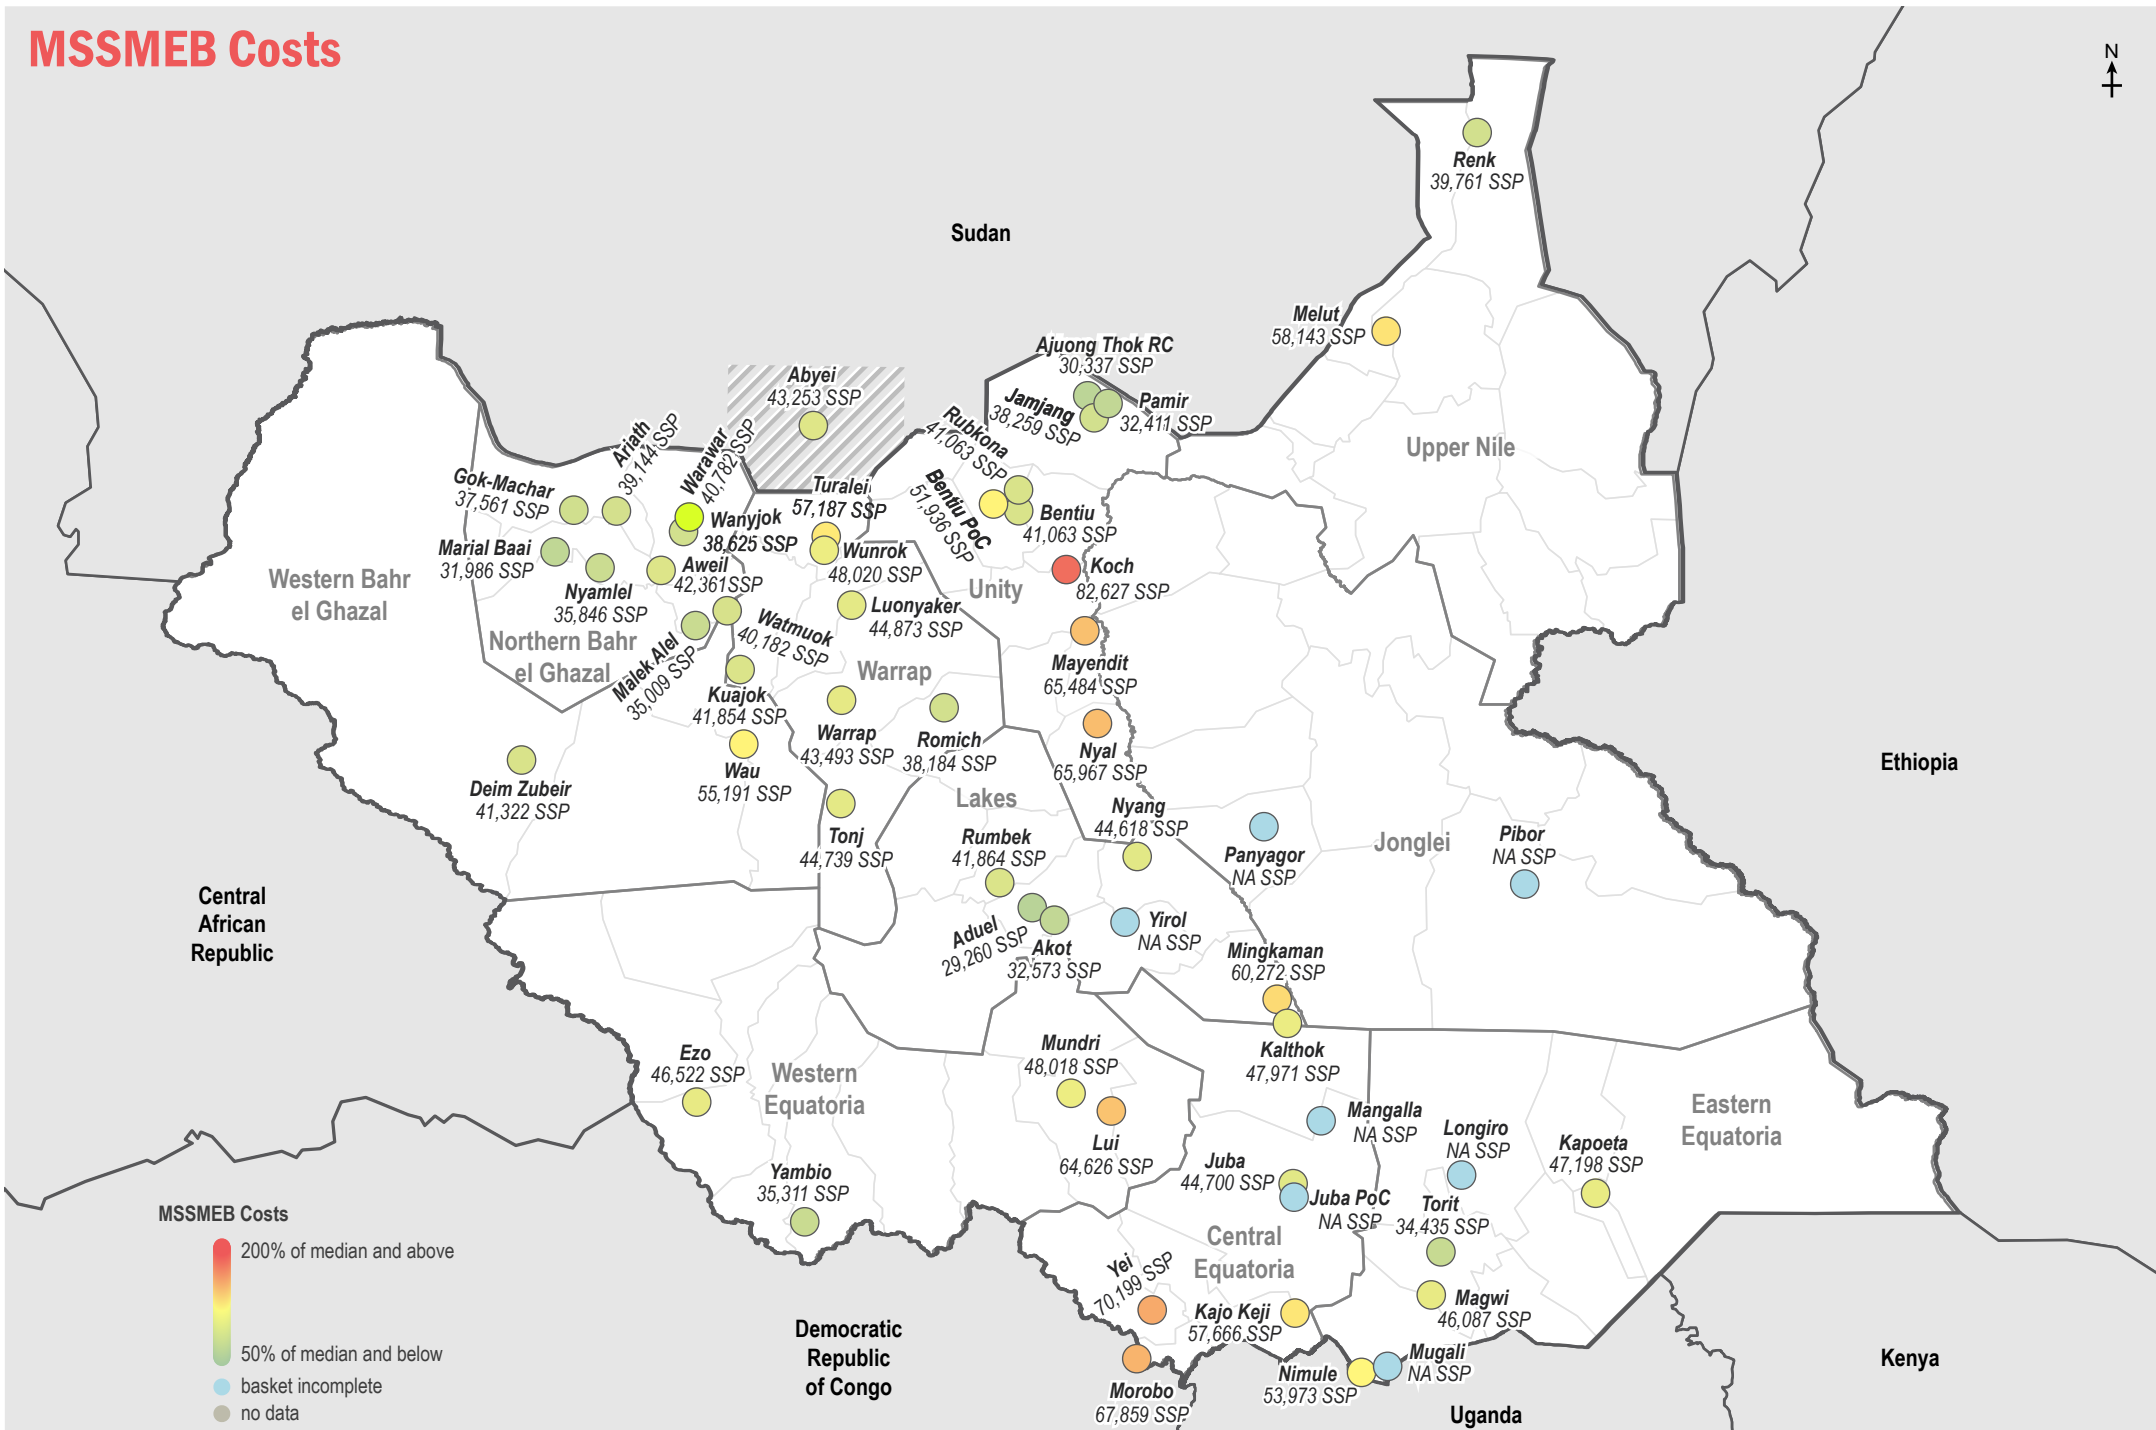 MSSMEB Costs
N
Renk
39,761 SSP
Sudan
Melut
58,143 SSP
Ajuong Thok RC
30,337 SSP
Jamjang
38,259 SSP
Pamir
32,411 SSP
Abyei
43,253 SSP
Rubkona
41,063 SSP
Upper Nile
Ariath
39,144 SSP
Warawar
40,782 SSP
Gok-Machar
37,561 SSP
Turalei
57,187 SSP
Bentiu PoC
51,936 SSP
Bentiu
41,063 SSP
Wanyjok
38,625 SSP
Marial Baai
31,986 SSP
Wunrok
48,020 SSP
Aweil
42,361SSP
Koch
82,627 SSP
Western Bahr
el Ghazal
Nyamlel
35,846 SSP
Unity
Luonyaker
44,873 SSP
Watmuok
40,182 SSP
Northern Bahr
el Ghazal
Malek Alel
35,009 SSP
Warrap
Mayendit
65,484 SSP
Kuajok
41,854 SSP
Warrap
43,493 SSP
Romich
38,184 SSP
Nyal
65,967 SSP
Wau
55,191 SSP
Ethiopia
Deim Zubeir
41,322 SSP
Lakes
Nyang
44,618 SSP
Tonj
44,739 SSP
Rumbek
41,864 SSP
Panyagor
NA SSP
Jonglei
Pibor
NA SSP
Central
African
Republic
Aduel
29,260 SSP
Akot
32,573 SSP
Yirol
NA SSP
Mingkaman
60,272 SSP
Ezo
46,522 SSP
Western
Equatoria
Mundri
48,018 SSP
Kalthok
47,971 SSP
Mangalla
NA SSP
Longiro
NA SSP
Eastern
Equatoria
Kapoeta
47,198 SSP
Lui
64,626 SSP
Juba
44,700 SSP
Juba PoC
NA SSP
Torit
34,435 SSP
Yambio
35,311 SSP
Central
Equatoria
Yei
70,199 SSP
Kajo Keji
57,666 SSP
Magwi
46,087 SSP
Morobo
67,859 SSP
Nimule
53,973 SSP
Mugali
NA SSP
Democratic
Republic
of Congo
Kenya
Uganda
MSSMEB Costs
200% of median and above
50% of median and below
basket incomplete
no data